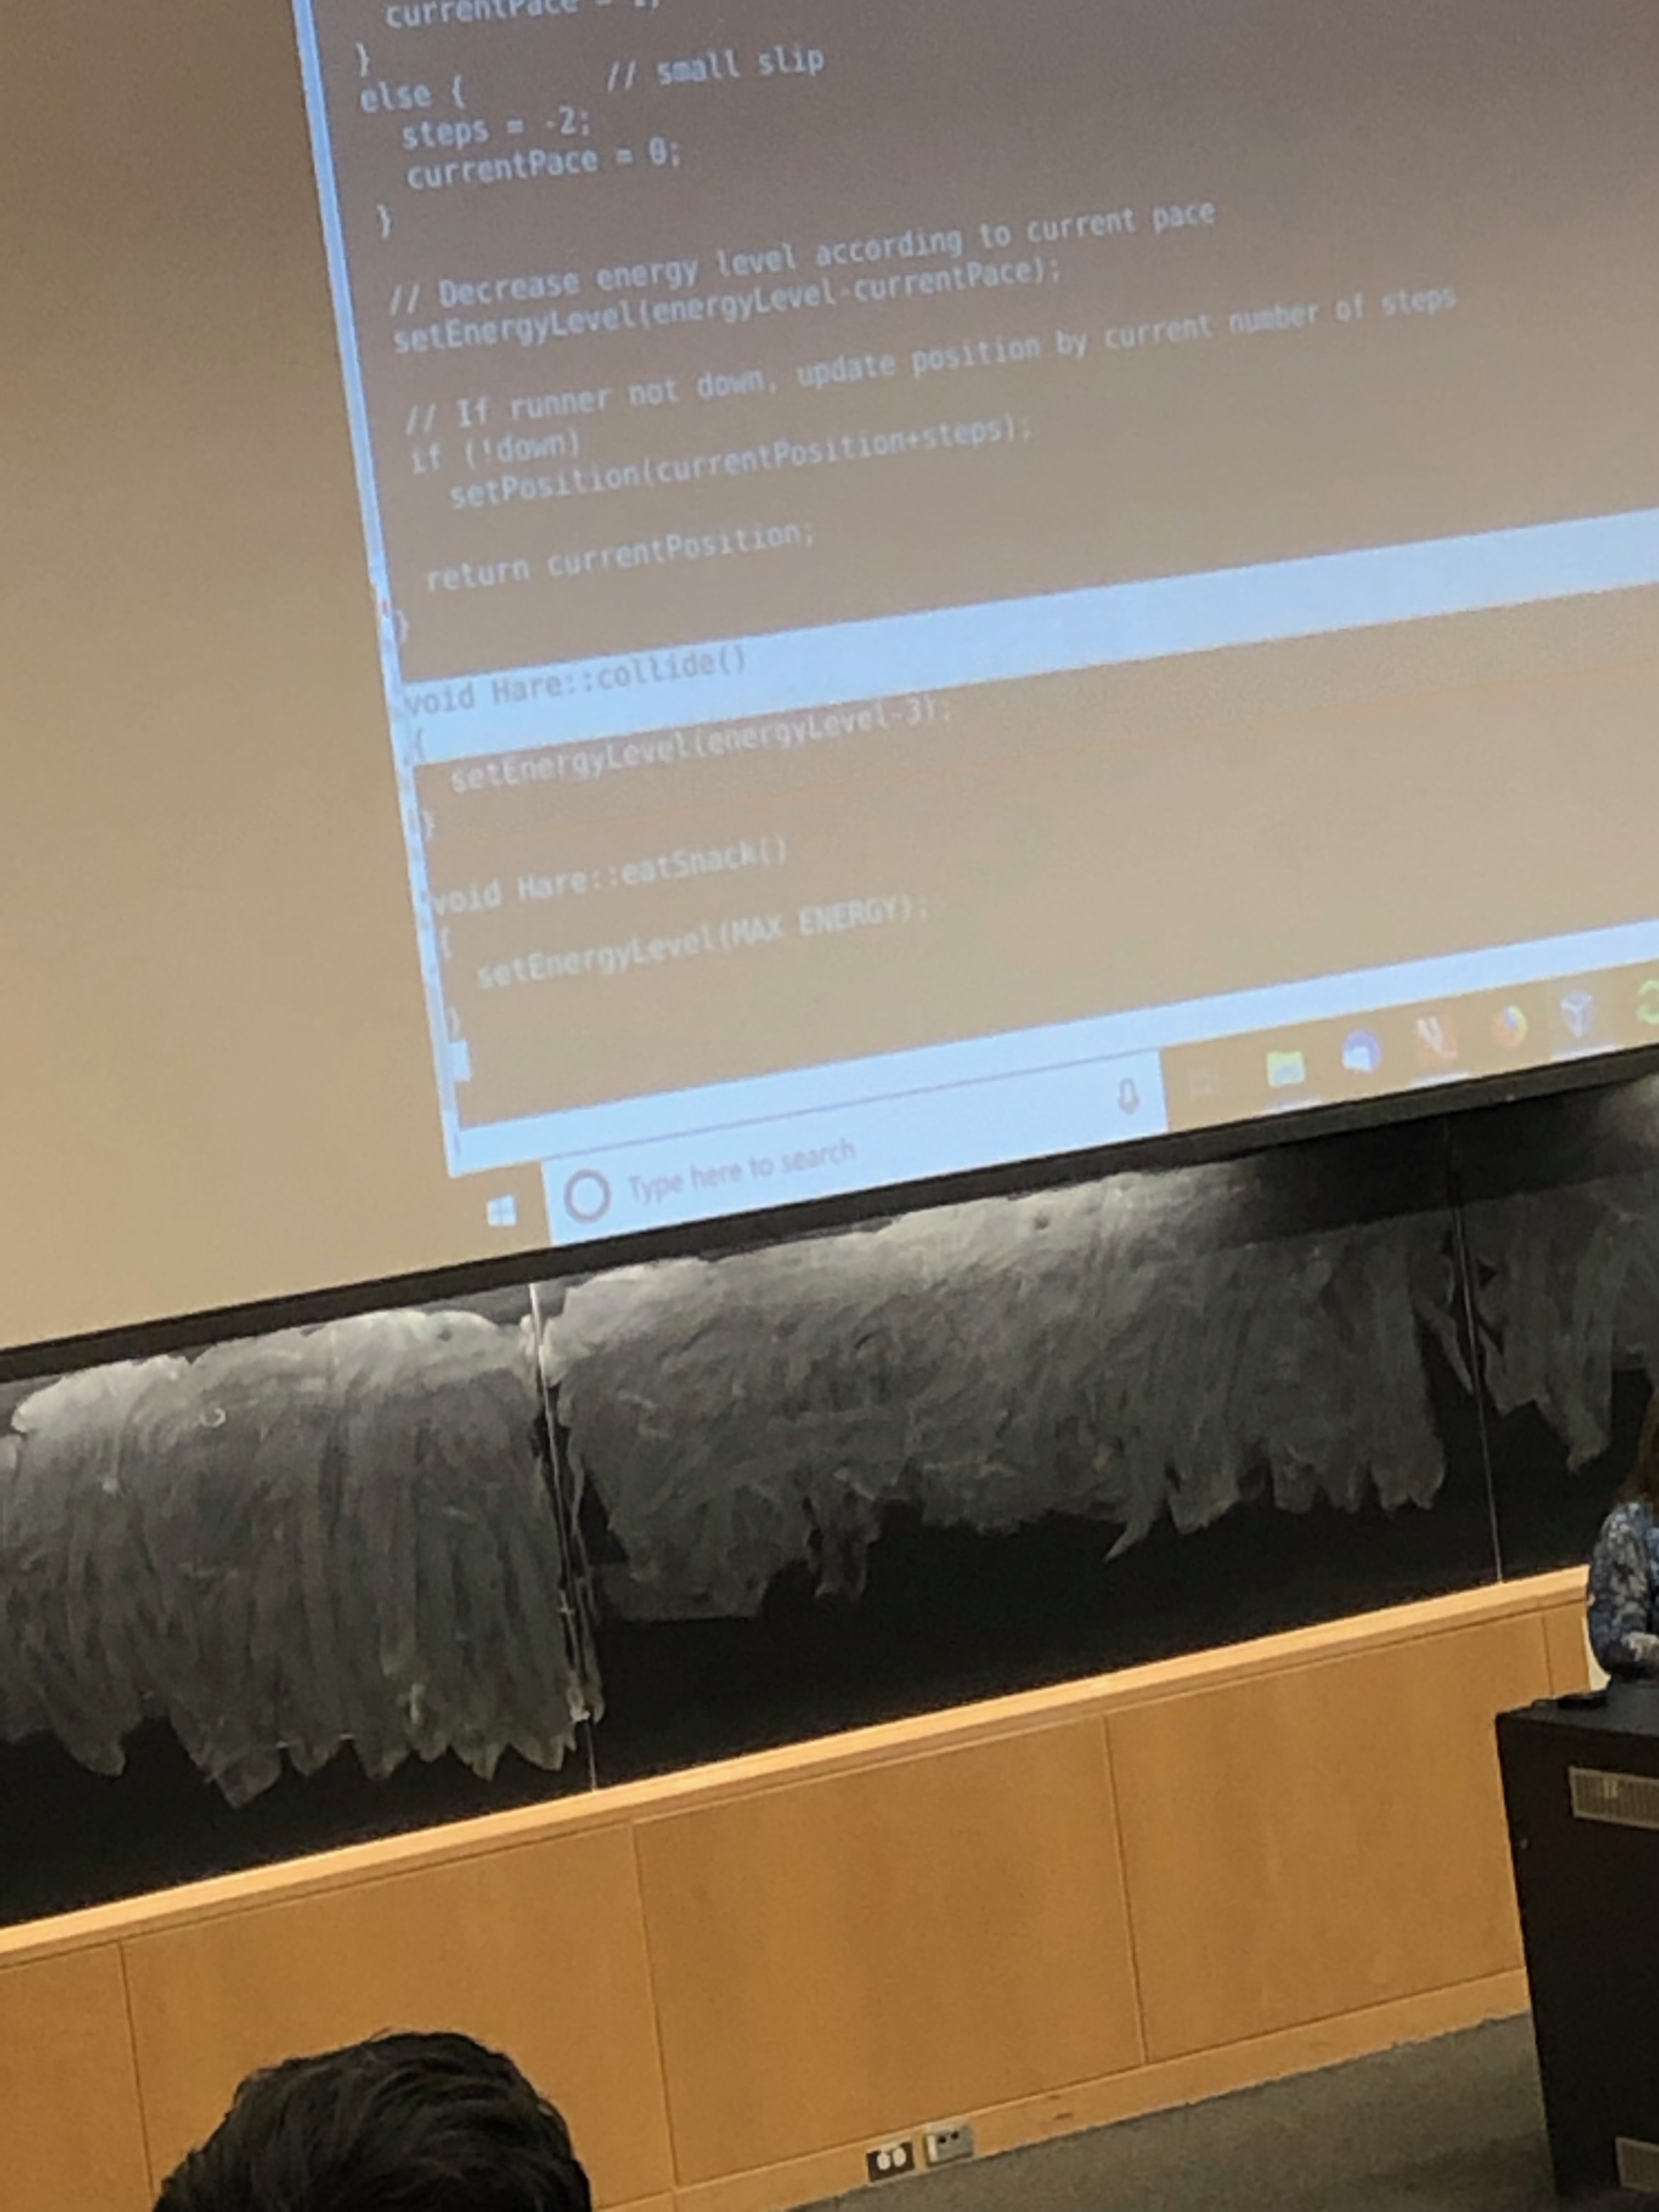 currentPace =
}
else {       // small slip
steps = -2;
currentPace = 0;
}
// Decrease energy level according to current pace
setEnergyLevel(energyLevel-currentPace);
// If runner not down, update position by current number of steps
if (!down)
setPosition(currentPosition+steps);
return currentPosition;
}
void Hare::collide()
{
setEnergyLevel(energyLevel-3);
}
void Hare::eatSnack()
{
setEnergyLevel(MAX_ENERGY);
}
Type here to search